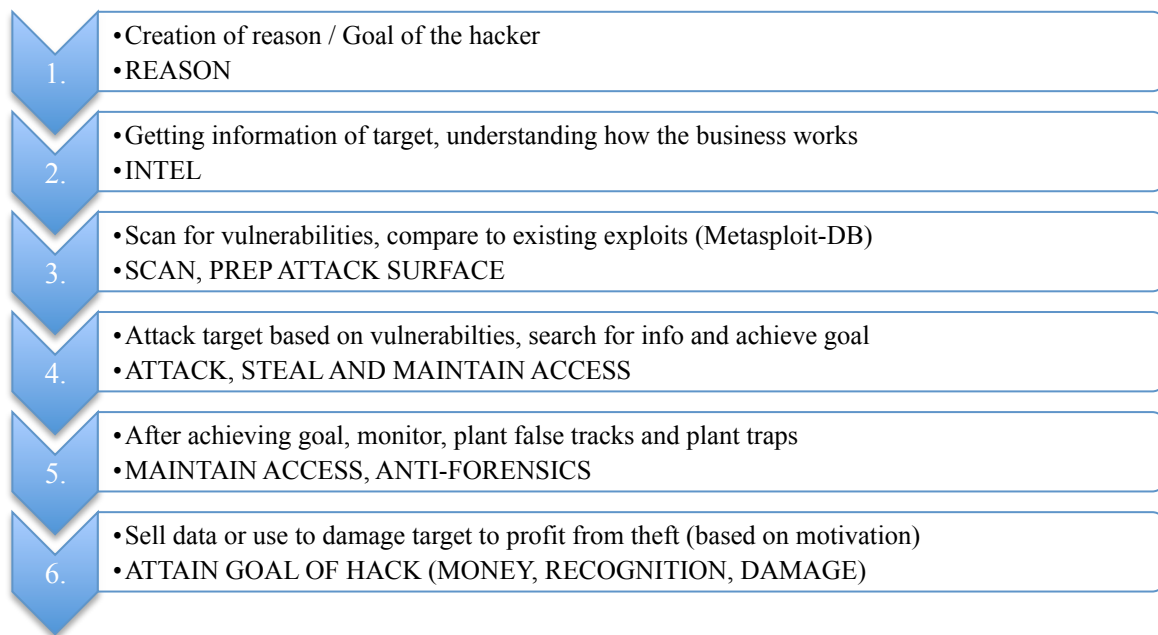 1.
•Creation of reason / Goal of the hacker
•REASON
2.
•Getting information of target, understanding how the business works
•INTEL
3.
•Scan for vulnerabilities, compare to existing exploits (Metasploit-DB)
•SCAN, PREP ATTACK SURFACE
4.
•Attack target based on vulnerabilties, search for info and achieve goal
•ATTACK, STEAL AND MAINTAIN ACCESS
5.
•After achieving goal, monitor, plant false tracks and plant traps
•MAINTAIN ACCESS, ANTI-FORENSICS
6.
•Sell data or use to damage target to profit from theft (based on motivation)
•ATTAIN GOAL OF HACK (MONEY, RECOGNITION, DAMAGE)